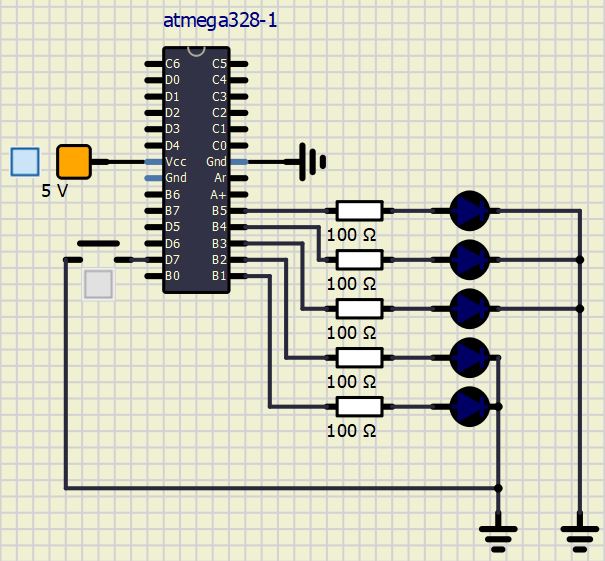 atmega328-1
C6 C5
D0 C4
D1 C3
D2 C2
D3 C1
D4 C0
Vcc Gnd
Gnd Ar
B6 A+
B7 B5
D5 B4
D6 B3
D7 B2
B0 B1
5 V
100 Ω
100 Ω
100 Ω
100 Ω
100 Ω